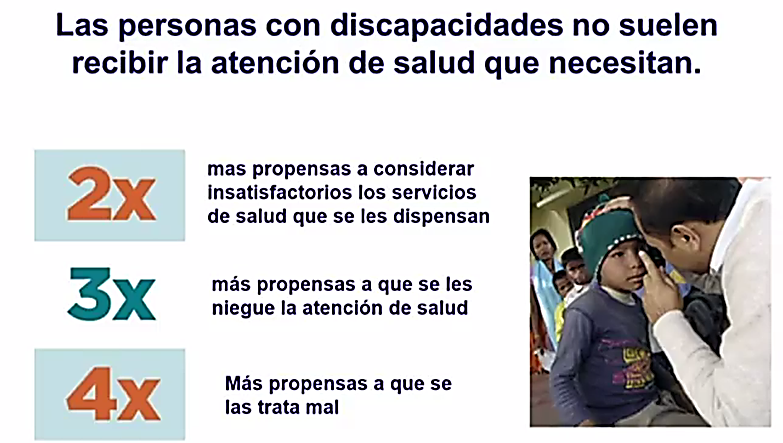 Las personas con discapacidades no suelen
recibir la atención de salud que necesitan.
2x
mas propensas a considerar
insatisfactorios los servicios
de salud que se les dispensan
3x
más propensas a que se les
niegue la atención de salud
4x
Más propensas a que se
las trata mal